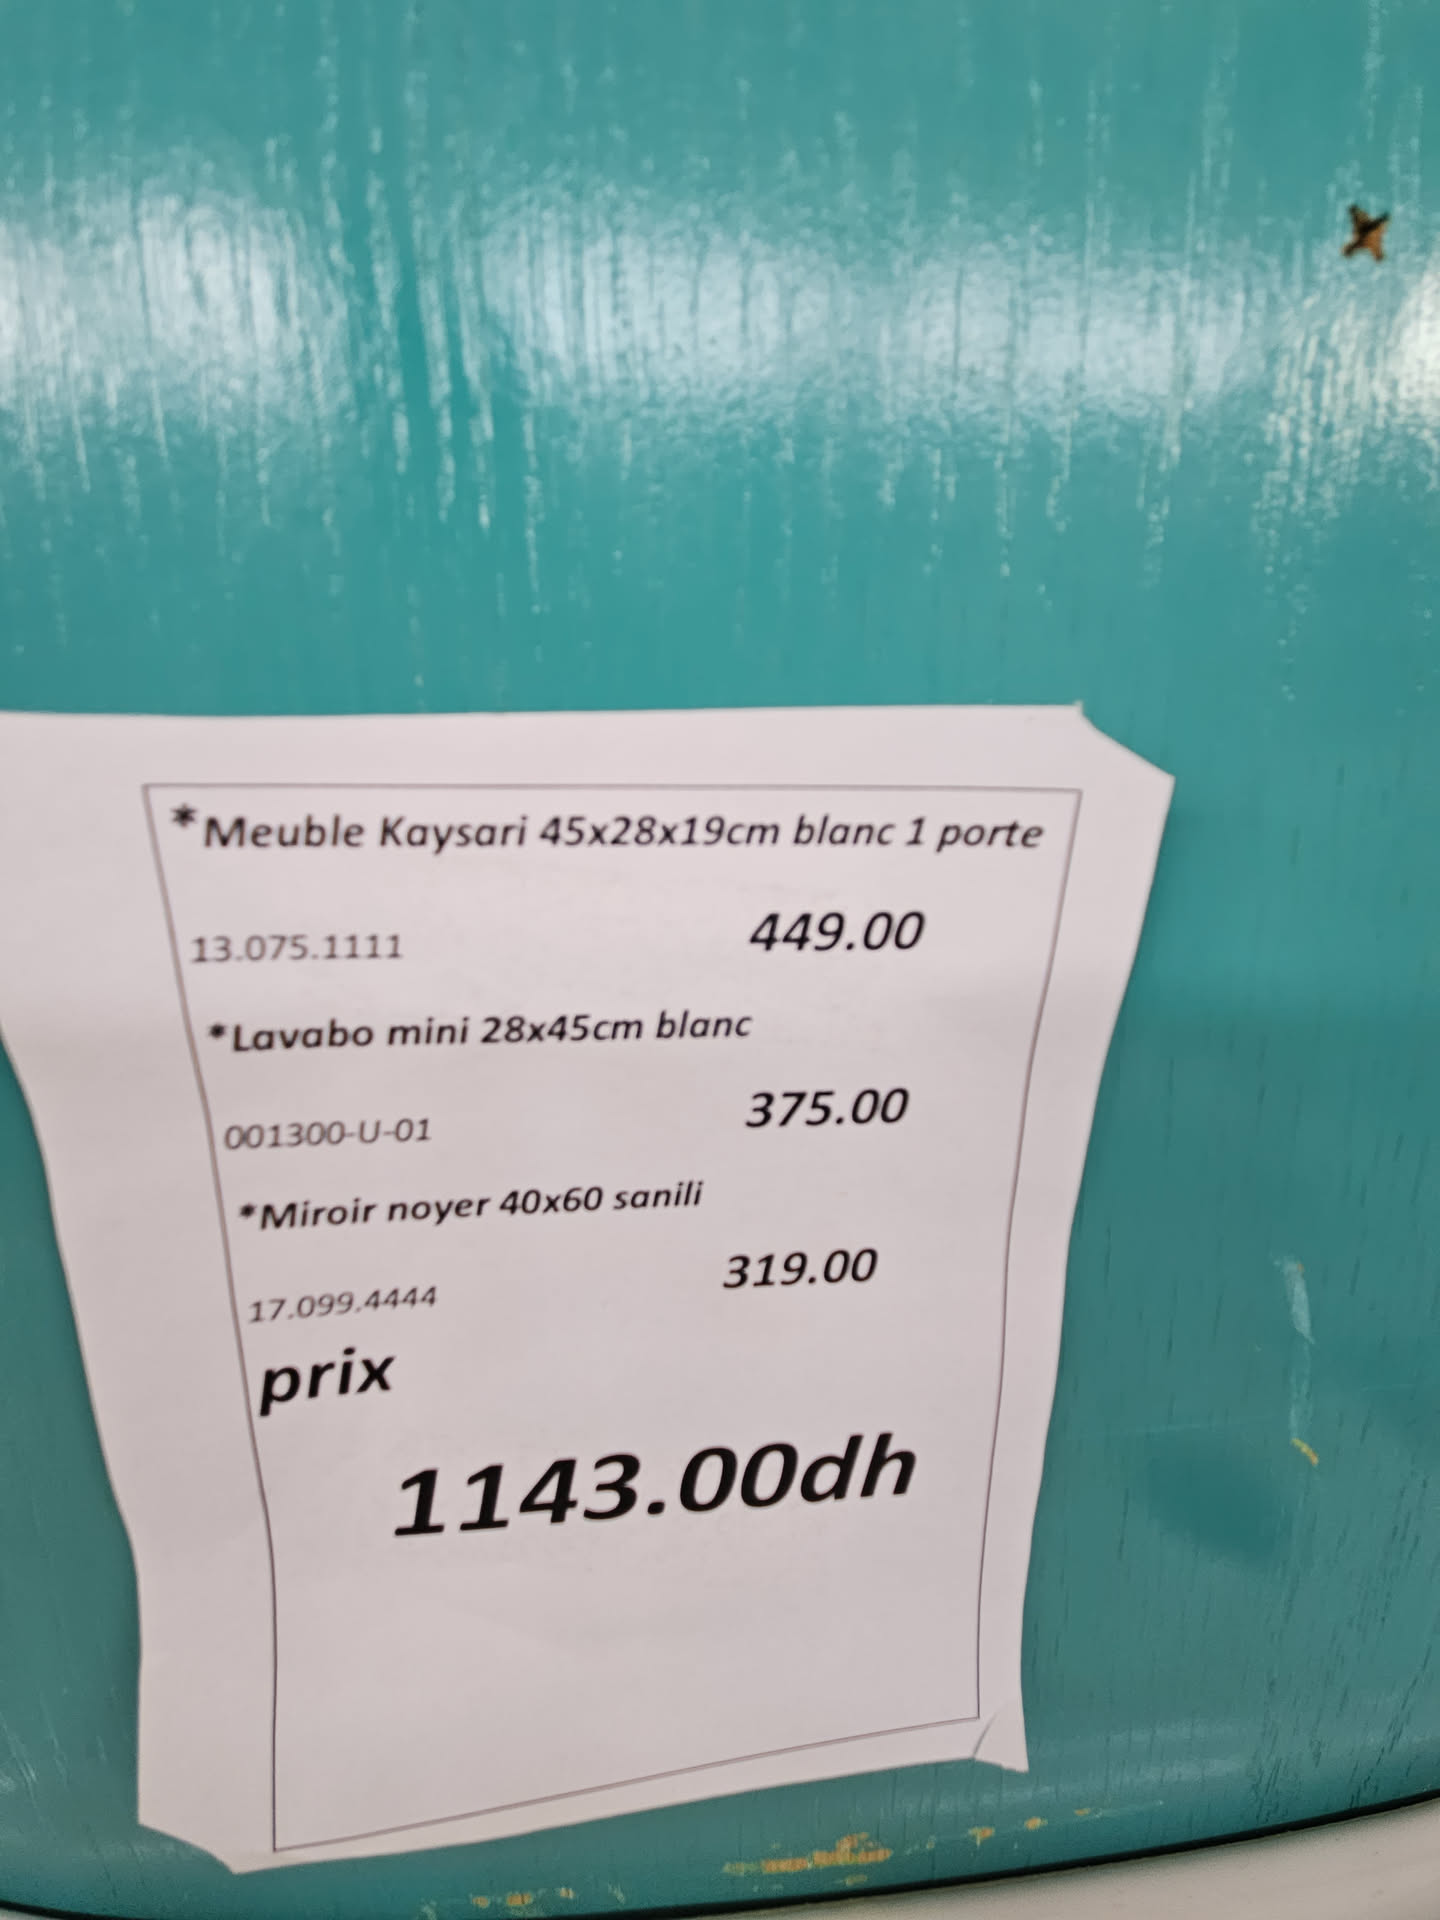 *Meuble Kaysari 45x28x19cm blanc 1 porte
13.075.1111 449.00
*Lavabo mini 28x45cm blanc
001300-U-01 375.00
*Miroir noyer 40x60 sanili
17.099.4444 319.00
prix
1143.00dh